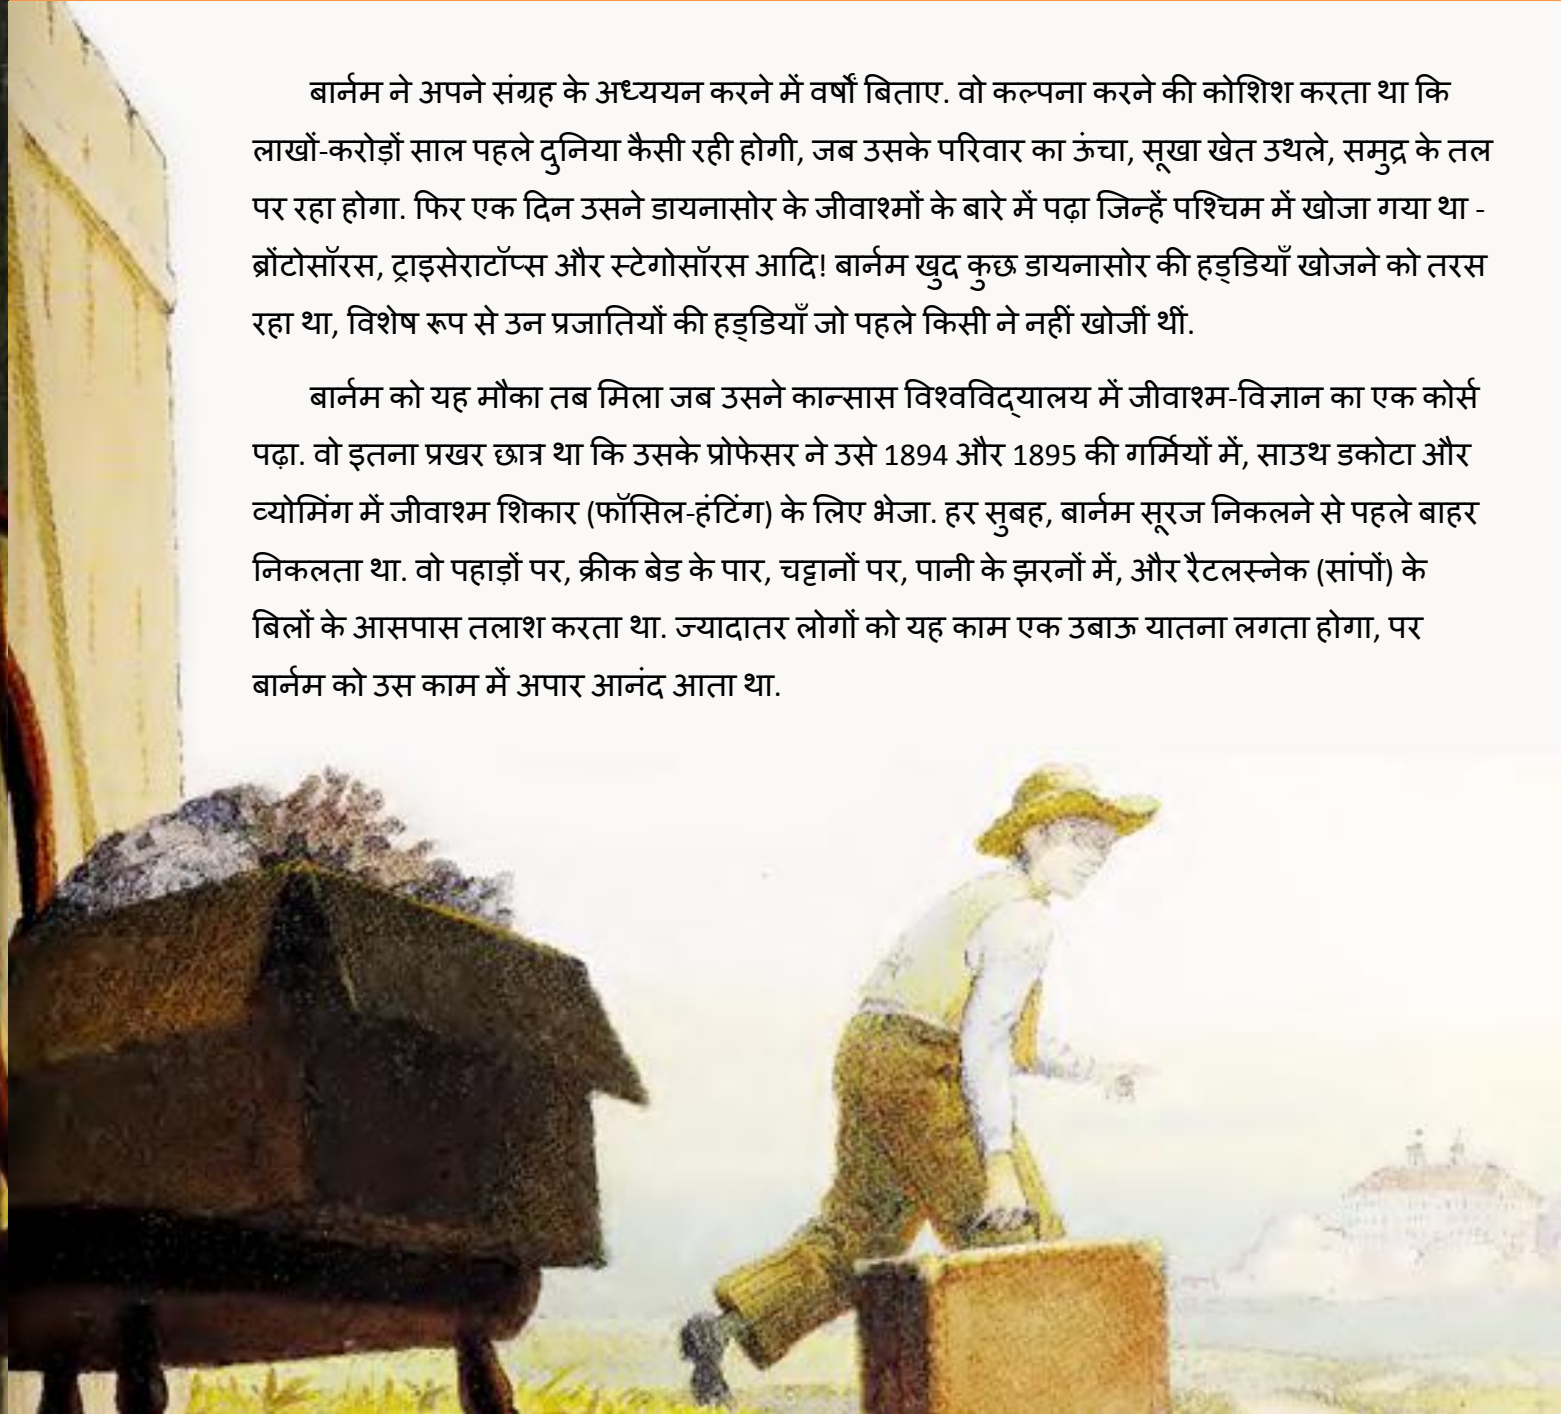 बार्नम ने अपने संग्रह के अध्ययन करने में वर्षों बिताए. वो कल्पना करने की कोशिश करता था कि
लाखों-करोड़ों साल पहले दुनिया कैसी रही होगी, जब उसके परिवार का ऊंचा, सूखा खेत उथले, समुद्र के तल
पर रहा होगा. फिर एक दिन उसने डायनासोर के जीवाश्मों के बारे में पढ़ा जिन्हें पश्चिम में खोजा गया था -
ब्रोंटोसॉरस, ट्राइसेराटॉप्स और स्टेगोसॉरस आदि! बार्नम खुद कुछ डायनासोर की हड्डियाँ खोजने को तरस
रहा था, विशेष रूप से उन प्रजातियों की हड्डियाँ जो पहले किसी ने नहीं खोजीं थीं.
बार्नम को यह मौका तब मिला जब उसने कान्सास विश्वविद्यालय में जीवाश्म-विज्ञान का एक कोर्स
पढ़ा. वो इतना प्रखर छात्र था कि उसके प्रोफेसर ने उसे 1894 और 1895 की गर्मियों में, साउथ डकोटा और
व्योमिंग में जीवाश्म शिकार (फॉसिल-हंटिंग) के लिए भेजा. हर सुबह, बार्नम सूरज निकलने से पहले बाहर
निकलता था. वो पहाड़ों पर, क्रीक बेड के पार, चट्टानों पर, पानी के झरनों में, और रैटलस्नेक (सांपों) के
बिलों के आसपास तलाश करता था. ज्यादातर लोगों को यह काम एक उबाऊ यातना लगता होगा, पर
बार्नम को उस काम में अपार आनंद आता था.